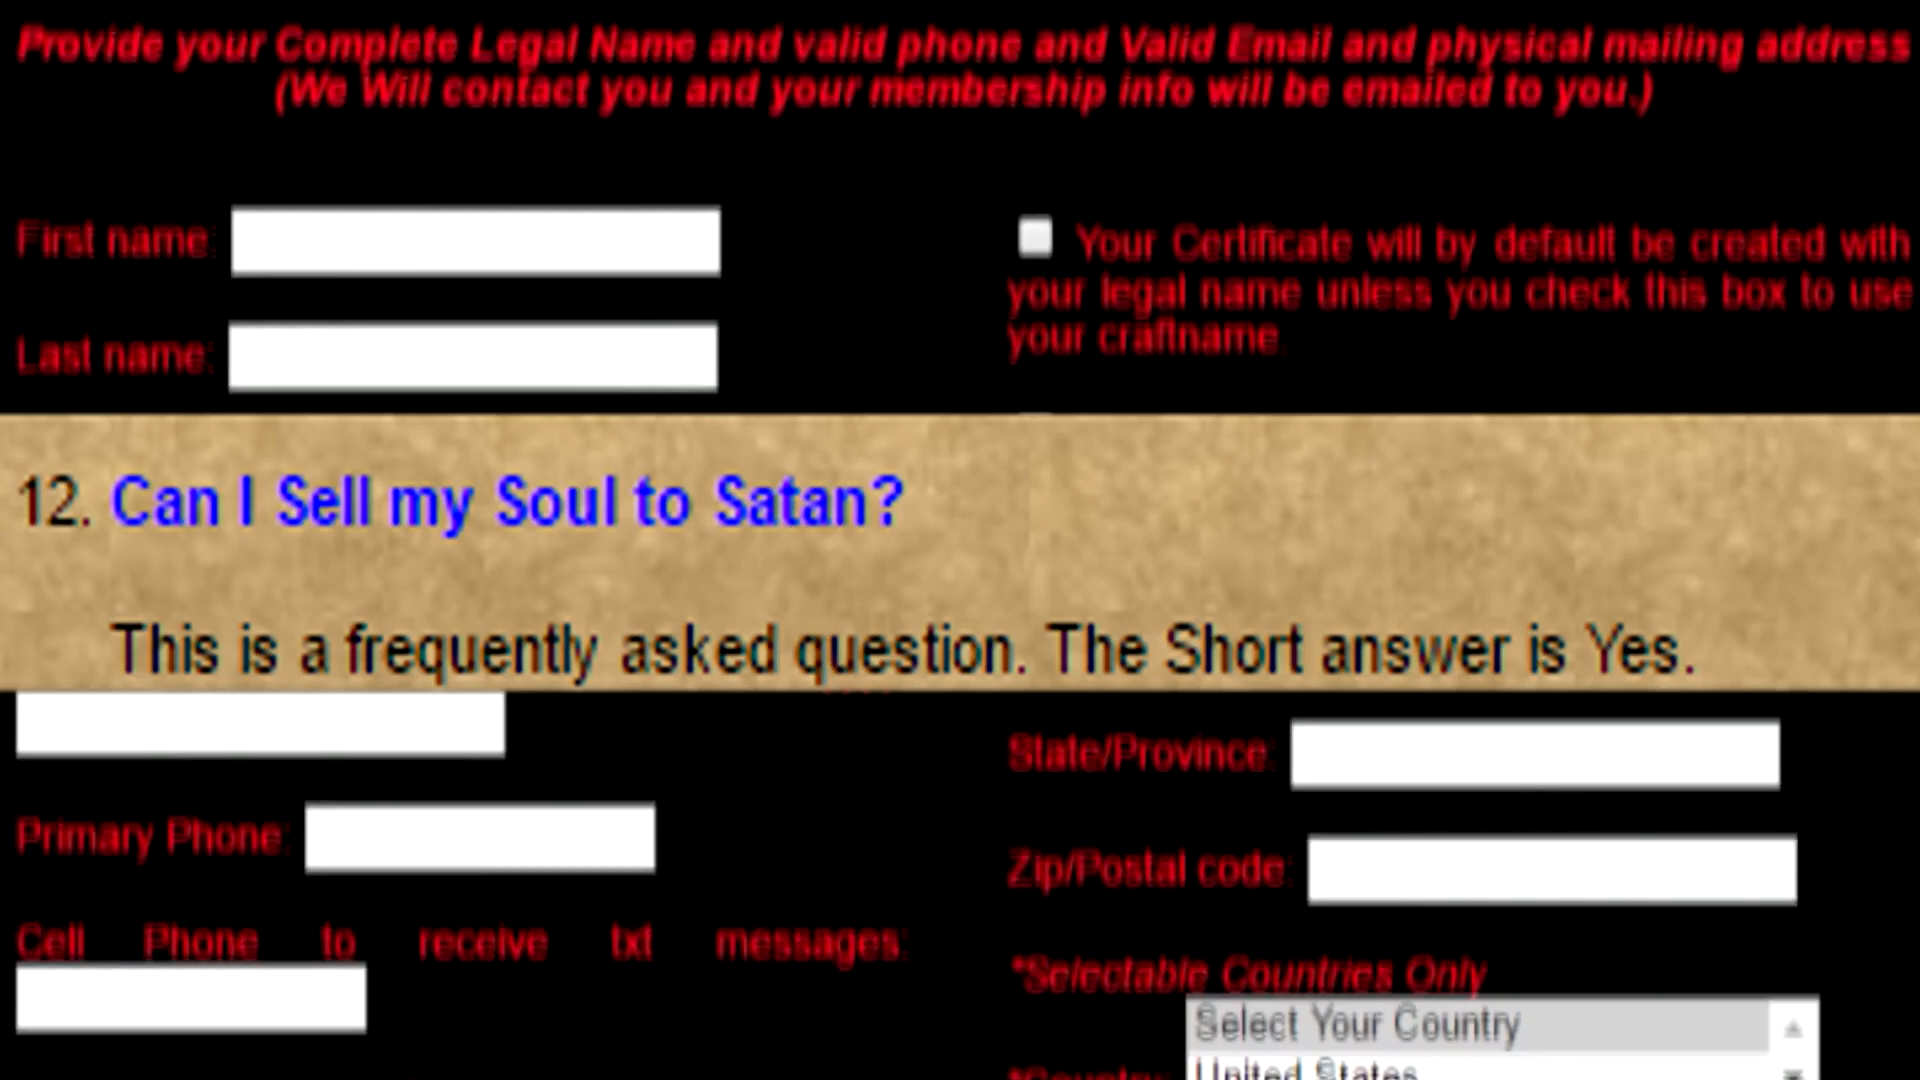 Provide your Complete Legal Name and valid phone and Valid Email and physical mailing address
(We Will contact you and your membership info will be emailed to you.)
First name:
Last name:
Your Certificate will by default be created with
your legal name unless you check this box to use
your craftname.
12. Can I Sell my Soul to Satan?
This is a frequently asked question. The Short answer is Yes.
Primary Phone:
Cell Phone to receive txt messages:
State/Province:
Zip/Postal code:
*Selectable Countries Only
Select Your Country
*Country:
United States